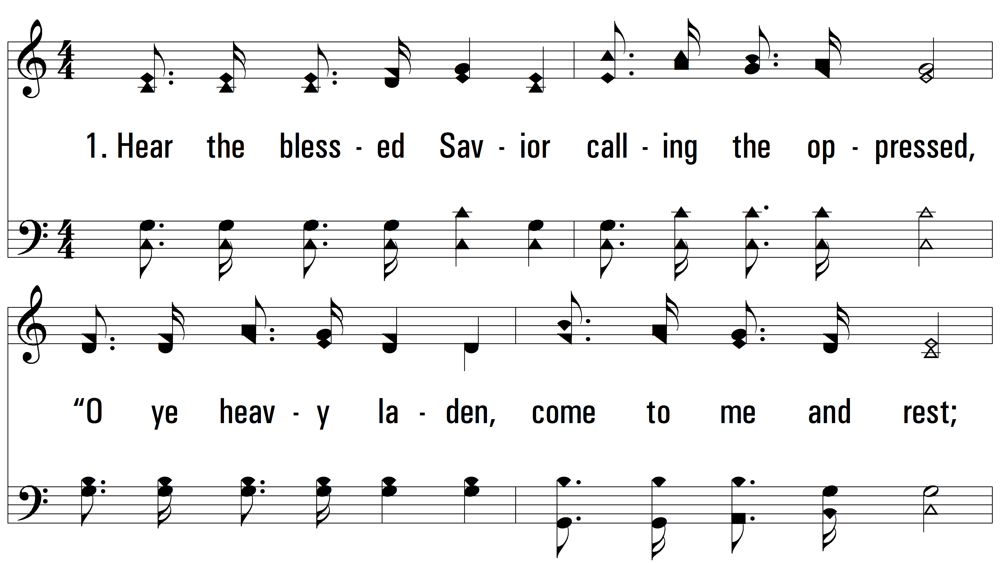 1. Hear the bless - ed Sav - ior call - ing the op - pressed,
“O ye heav - y la - den, come to me and rest;